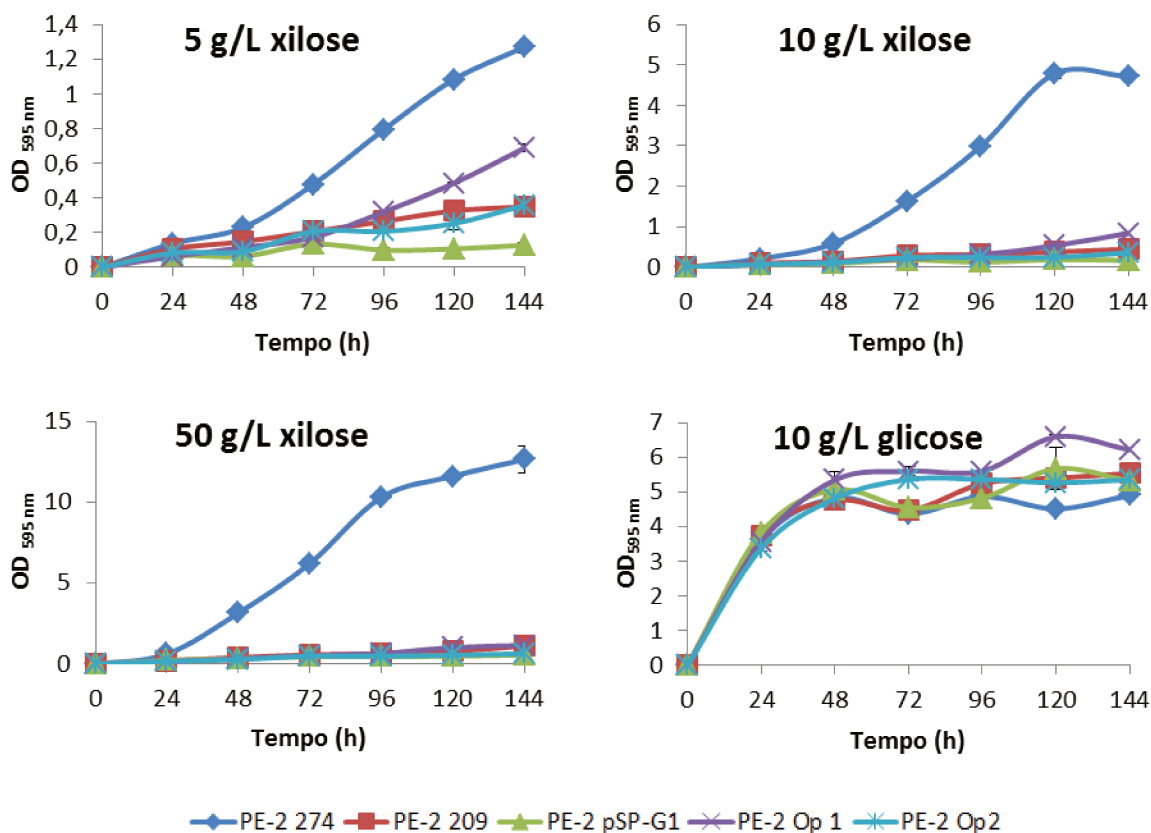 5 g/L xilose
OD 595 nm
1,4
1,2
1
0,8
0,6
0,4
0,2
0
0 24 48 72 96 120 144
Tempo (h)
10 g/L xilose
OD 595 nm
6
5
4
3
2
1
0
0 24 48 72 96 120 144
Tempo (h)
50 g/L xilose
OD 595 nm
15
10
5
0
0 24 48 72 96 120 144
Tempo (h)
10 g/L glicose
OD595 nm
7
6
5
4
3
2
1
0
0 24 48 72 96 120 144
Tempo (h)
PE-2 274 PE-2 209 PE-2 pSP-G1 PE-2 Op 1 PE-2 Op2